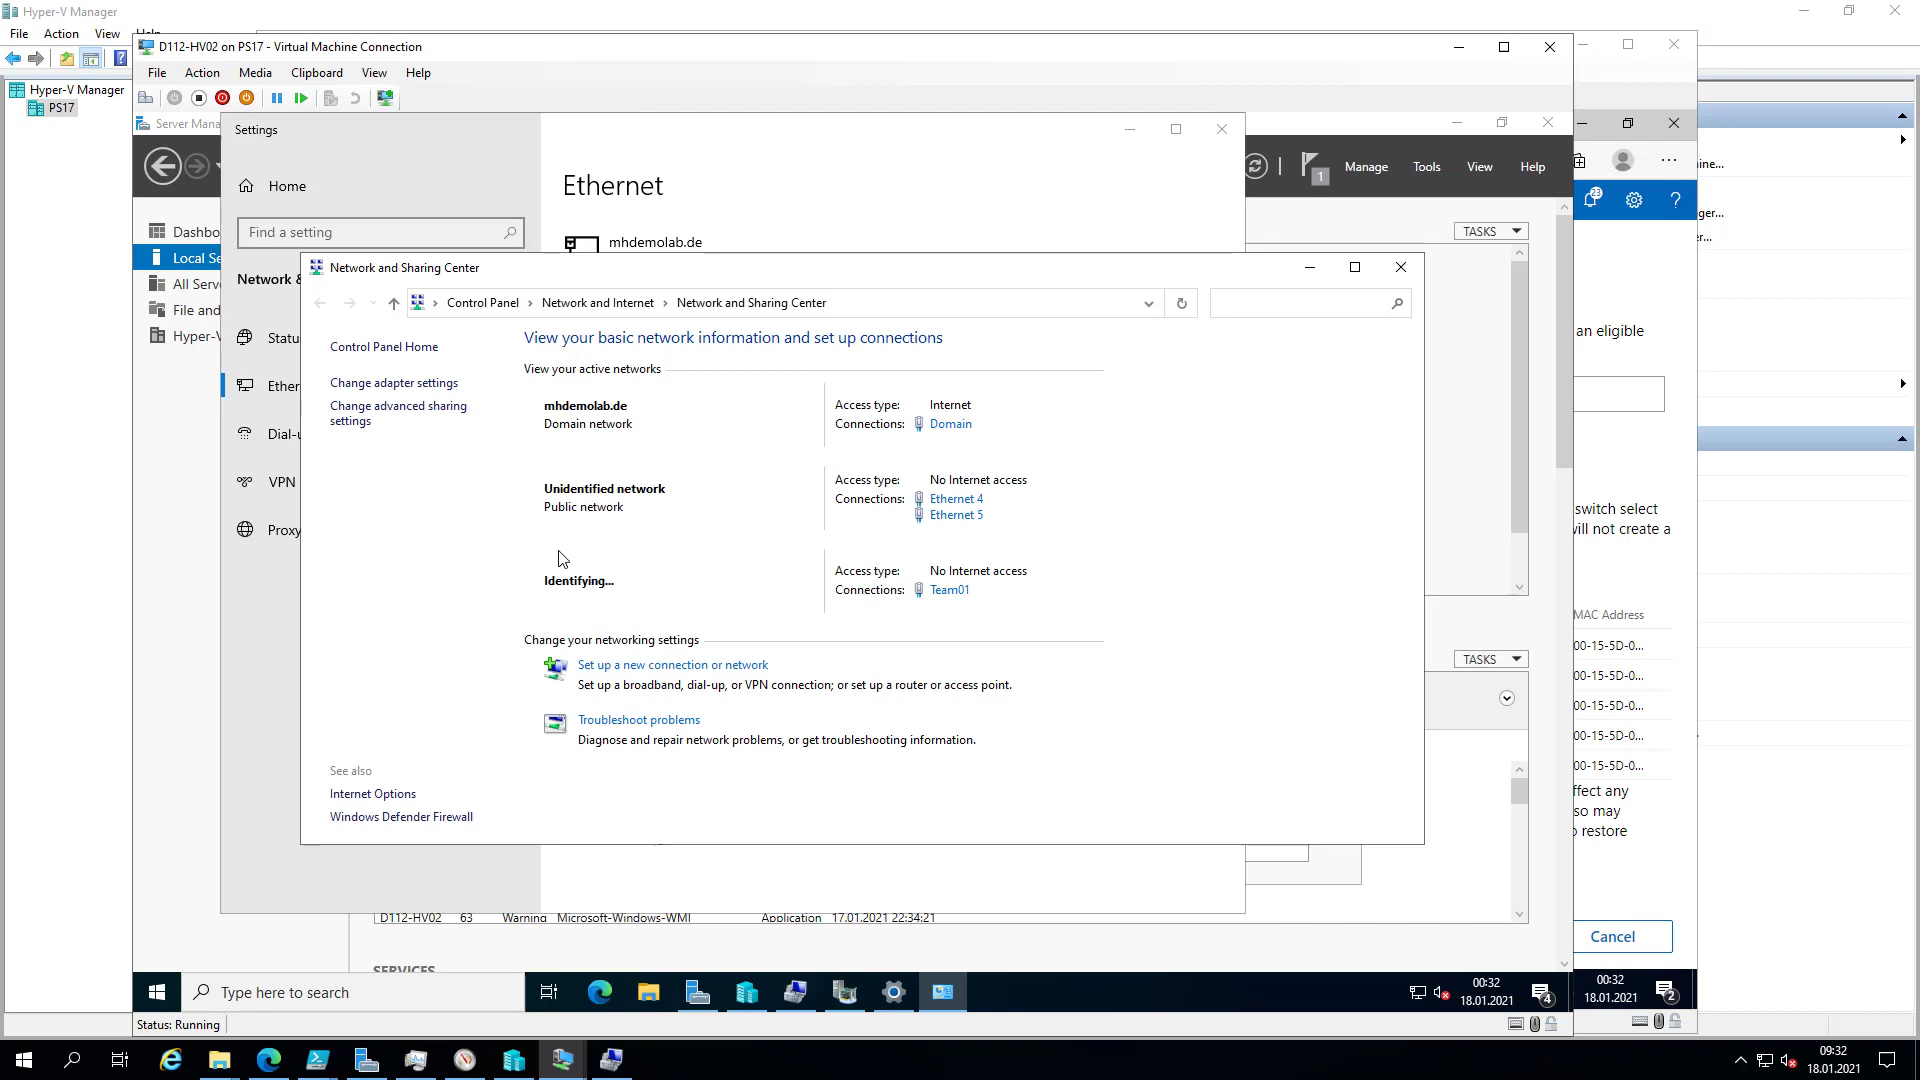 Hyper-V Manager
File Action View Help
D112-HV02 on PS17 - Virtual Machine Connection
File Action Media Clipboard View Help
Hyper-V Manager
PS17
Server Mana
Settings
Home
Find a setting
Network &
Status
Ether
Dial-u
VPN
Proxy
Ethernet
mhdemolab.de
1
Manage Tools View Help
TASKS
Dashbo
Local Se
All Serv
File and
Hyper-V
Network and Sharing Center
Control Panel Network and Internet Network and Sharing Center
Control Panel Home
Change adapter settings
Change advanced sharing
settings
View your basic network information and set up connections
View your active networks
mhdemolab.de
Domain network
Access type: Internet
Connections: Domain
Unidentified network
Public network
Access type: No Internet access
Connections: Ethernet 4
Ethernet 5
Identifying...
Access type: No Internet access
Connections: Team01
Change your networking settings
Set up a new connection or network
Set up a broadband, dial-up, or VPN connection; or set up a router or access point.
Troubleshoot problems
Diagnose and repair network problems, or get troubleshooting information.
See also
Internet Options
Windows Defender Firewall
TASKS
D112-HV02 63 Warning Microsoft-Windows-WMI Application 17.01.2021 22:34:21
SERVICES
23
ine...
ger...
r...
an eligible
switch select
will not create a
MAC Address
00-15-5D-0...
00-15-5D-0...
00-15-5D-0...
00-15-5D-0...
00-15-5D-0...
ffect any
so may
restore
Cancel
Type here to search
00:32
18.01.2021
4
00:32
18.01.2021
2
Status: Running
09:32
18.01.2021